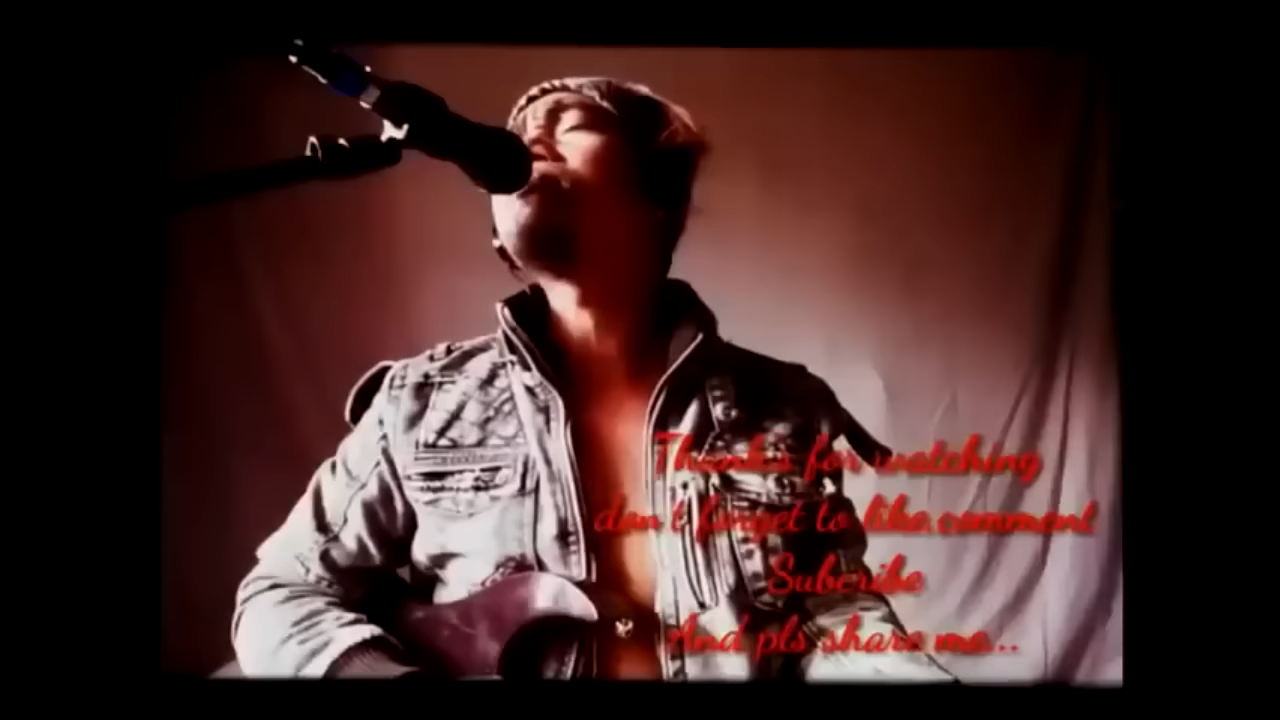 Thanks for watching
don't forget to like.comment
Subcribe
And pls share me...